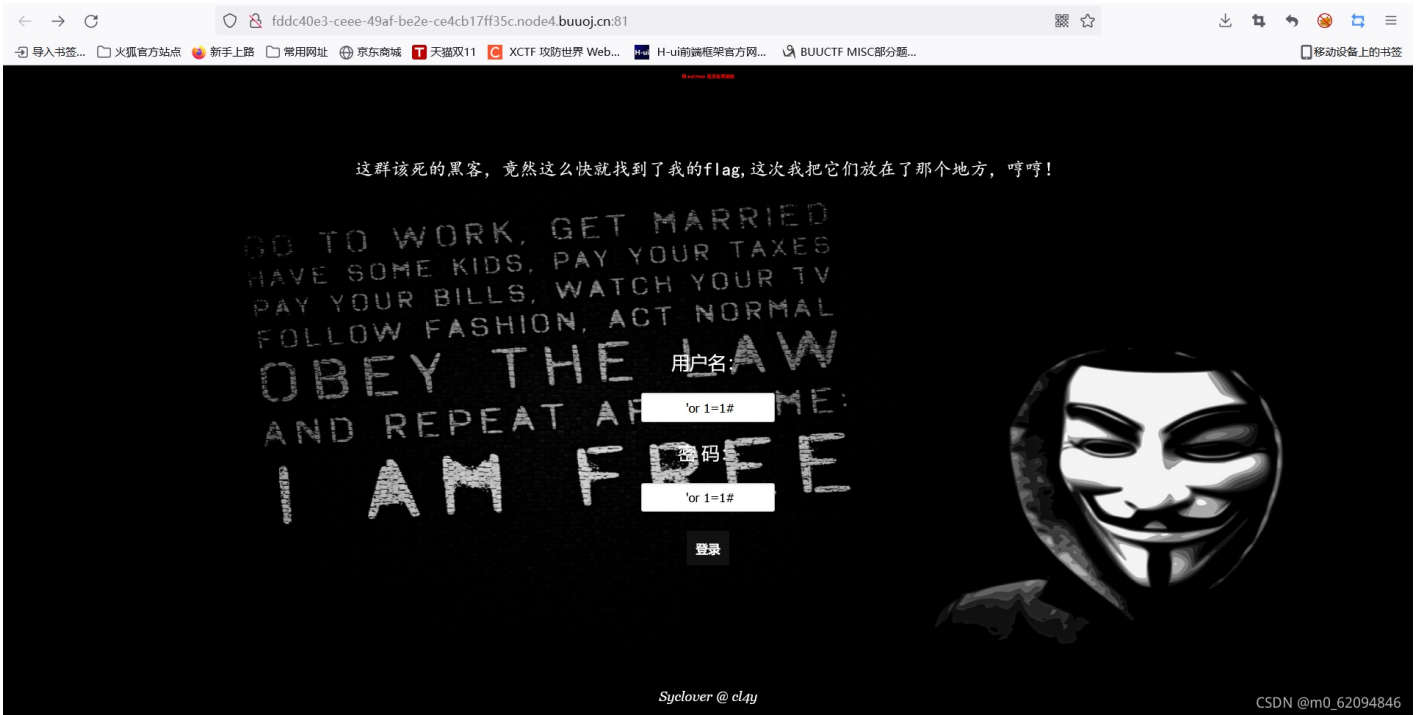 fddc40e3-ceee-49af-be2e-ce4cb17ff35c.node4.buuoj.cn:81
导入书签... 火狐官方站点 新手上路 常用网址 京东商城 天猫双11 XCTF 攻防世界 Web... H-ui前端框架官方网... BUUCTF MISC部分题... 移动设备上的书签
这群该死的黑客，竟然这么快就找到了我的flag,这次我把它们放在了那个地方，哼哼！
GO TO WORK, GET MARRIED
HAVE SOME KIDS, PAY YOUR TAXES
PAY YOUR BILLS, WATCH YOUR TV
FOLLOW FASHION, ACT NORMAL
OBEY THE LAW
AND REPEAT ME:
I AM FREE
用户名：
'or 1=1#
密 码：
'or 1=1#
登录
Syclover @ cl4y
CSDN @m0_62094846